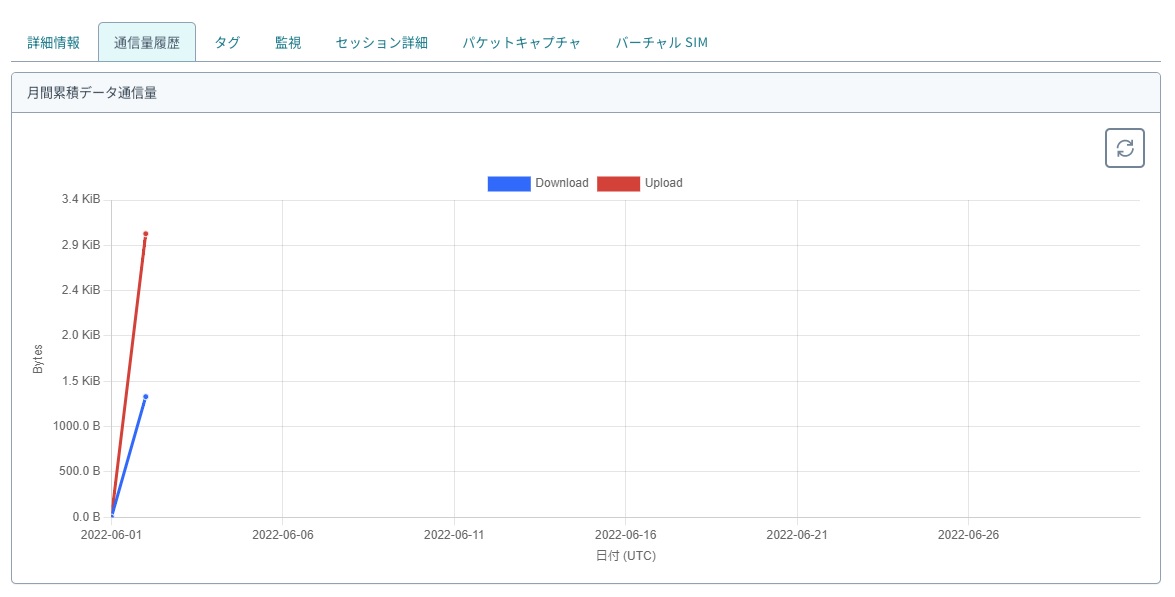 詳細情報 通信量履歴 タグ 監視 セッション詳細 パケットキャプチャ バーチャル SIM
月間累積データ通信量
Download Upload
3.4 KiB
2.9 KiB
2.4 KiB
2.0 KiB
1.5 KiB
1000.0 B
500.0 B
0.0 B
Bytes
2022-06-01 2022-06-06 2022-06-11 2022-06-16 2022-06-21 2022-06-26
日付 (UTC)